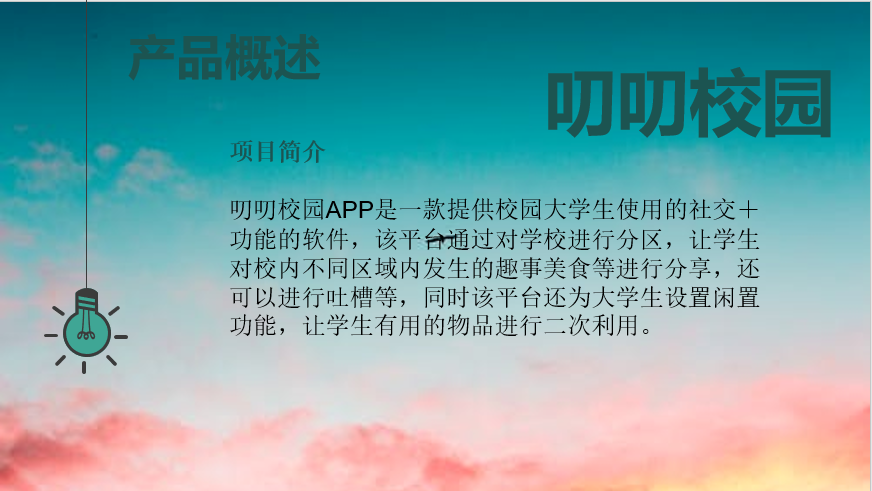 产品概述
叨叨校园
项目简介
叨叨校园APP是一款提供校园大学生使用的社交＋
功能的软件，该平台通过对学校进行分区，让学生
对校内不同区域内发生的趣事美食等进行分享，还
可以进行吐槽等，同时该平台还为大学生设置闲置
功能，让学生有用的物品进行二次利用。